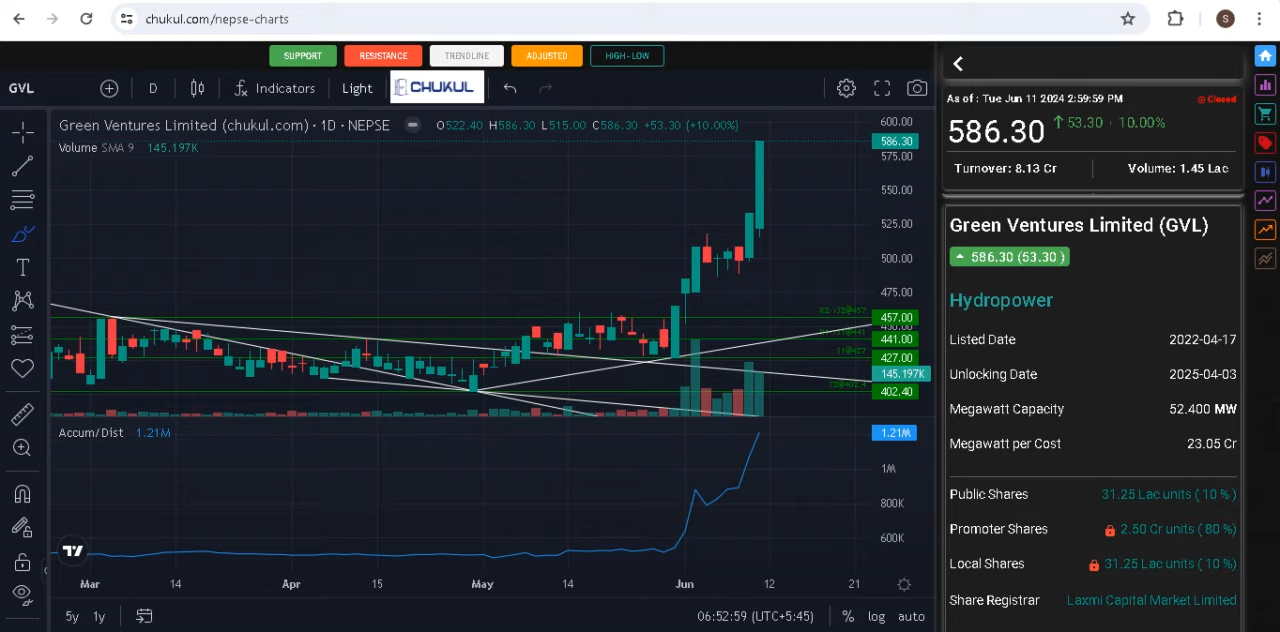 chukul.com/nepse-charts
S
SUPPORT RESISTANCE TRENDLINE ADJUSTED HIGH-LOW
GVL D Indicators Light CHUKUL
Green Ventures Limited (chukul.com) · 1D · NEPSE O522.40 H586.30 L515.00 C586.30 +53.30 (+10.00%)
Volume SMA 9 145.197K
600.00
586.30
575.00
550.00
525.00
500.00
475.00
457.00
450.00
441.00
427.00
145.197K
402.40
Accum/Dist 1.21M
1.21M
1M
800K
600K
Mar 14 Apr 15 May 14 Jun 12 21
5y 1y 06:52:59 (UTC+5:45) % log auto
As of : Tue Jun 11 2024 2:59:59 PM Closed
586.30 53.30 10.00%
Turnover: 8.13 Cr Volume: 1.45 Lac
Green Ventures Limited (GVL)
586.30 (53.30 )
Hydropower
Listed Date 2022-04-17
Unlocking Date 2025-04-03
Megawatt Capacity 52.400 MW
Megawatt per Cost 23.05 Cr
Public Shares 31.25 Lac units ( 10 % )
Promoter Shares 2.50 Cr units ( 80 % )
Local Shares 31.25 Lac units ( 10 % )
Share Registrar Laxmi Capital Market Limited